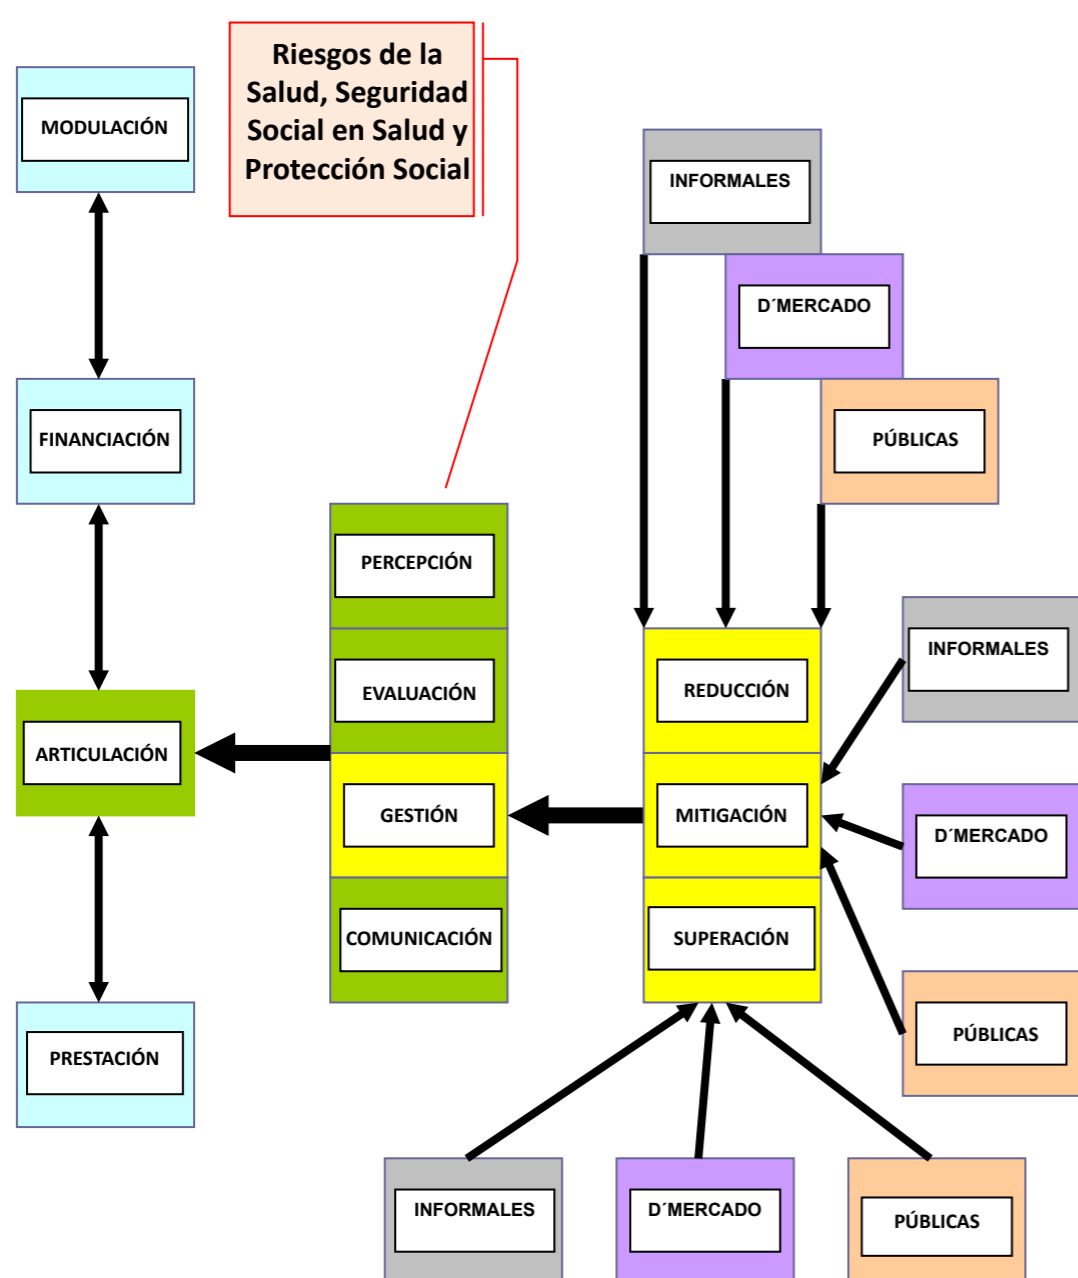 Riesgos de la
Salud, Seguridad
Social en Salud y
Protección Social
MODULACIÓN
INFORMALES
D´MERCADO
FINANCIACIÓN
PÚBLICAS
PERCEPCIÓN
INFORMALES
EVALUACIÓN
REDUCCIÓN
ARTICULACIÓN
GESTIÓN
MITIGACIÓN
D´MERCADO
COMUNICACIÓN
SUPERACIÓN
PÚBLICAS
PRESTACIÓN
INFORMALES
D´MERCADO
PÚBLICAS